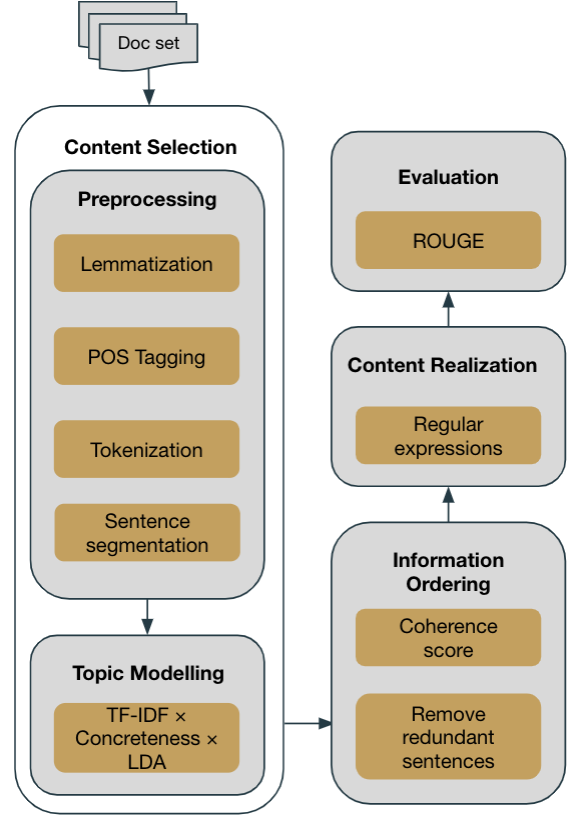 Doc set
Content Selection
Preprocessing
Lemmatization
POS Tagging
Tokenization
Sentence
segmentation
Topic Modelling
TF-IDF ×
Concreteness ×
LDA
Evaluation
ROUGE
Content Realization
Regular
expressions
Information
Ordering
Coherence
score
Remove
redundant
sentences